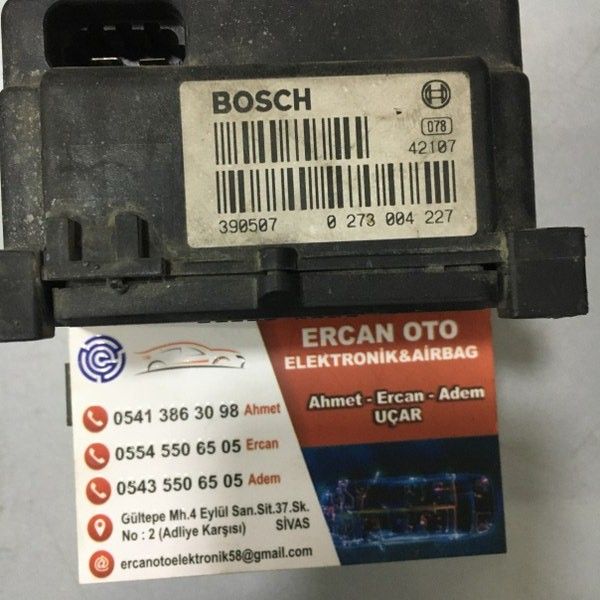 BOSCH
078
42107
390507 0 273 004 227
ERCAN OTO
ELEKTRONİK&AİRBAG
Ahmet - Ercan - Adem
UÇAR
0541 386 30 98 Ahmet
0554 550 65 05 Ercan
0543 550 65 05 Adem
Gültepe Mh.4 Eylül San.Sit.37.Sk.
No : 2 (Adliye Karşısı) SİVAS
ercanotoelektronik58@gmail.com